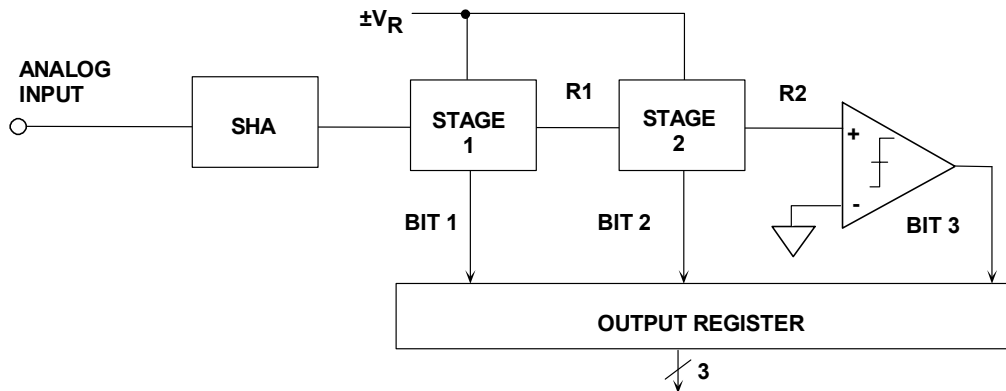 ±VR
ANALOG
INPUT
SHA
STAGE
1
R1
STAGE
2
R2
+
-
BIT 1
BIT 2
BIT 3
OUTPUT REGISTER
3